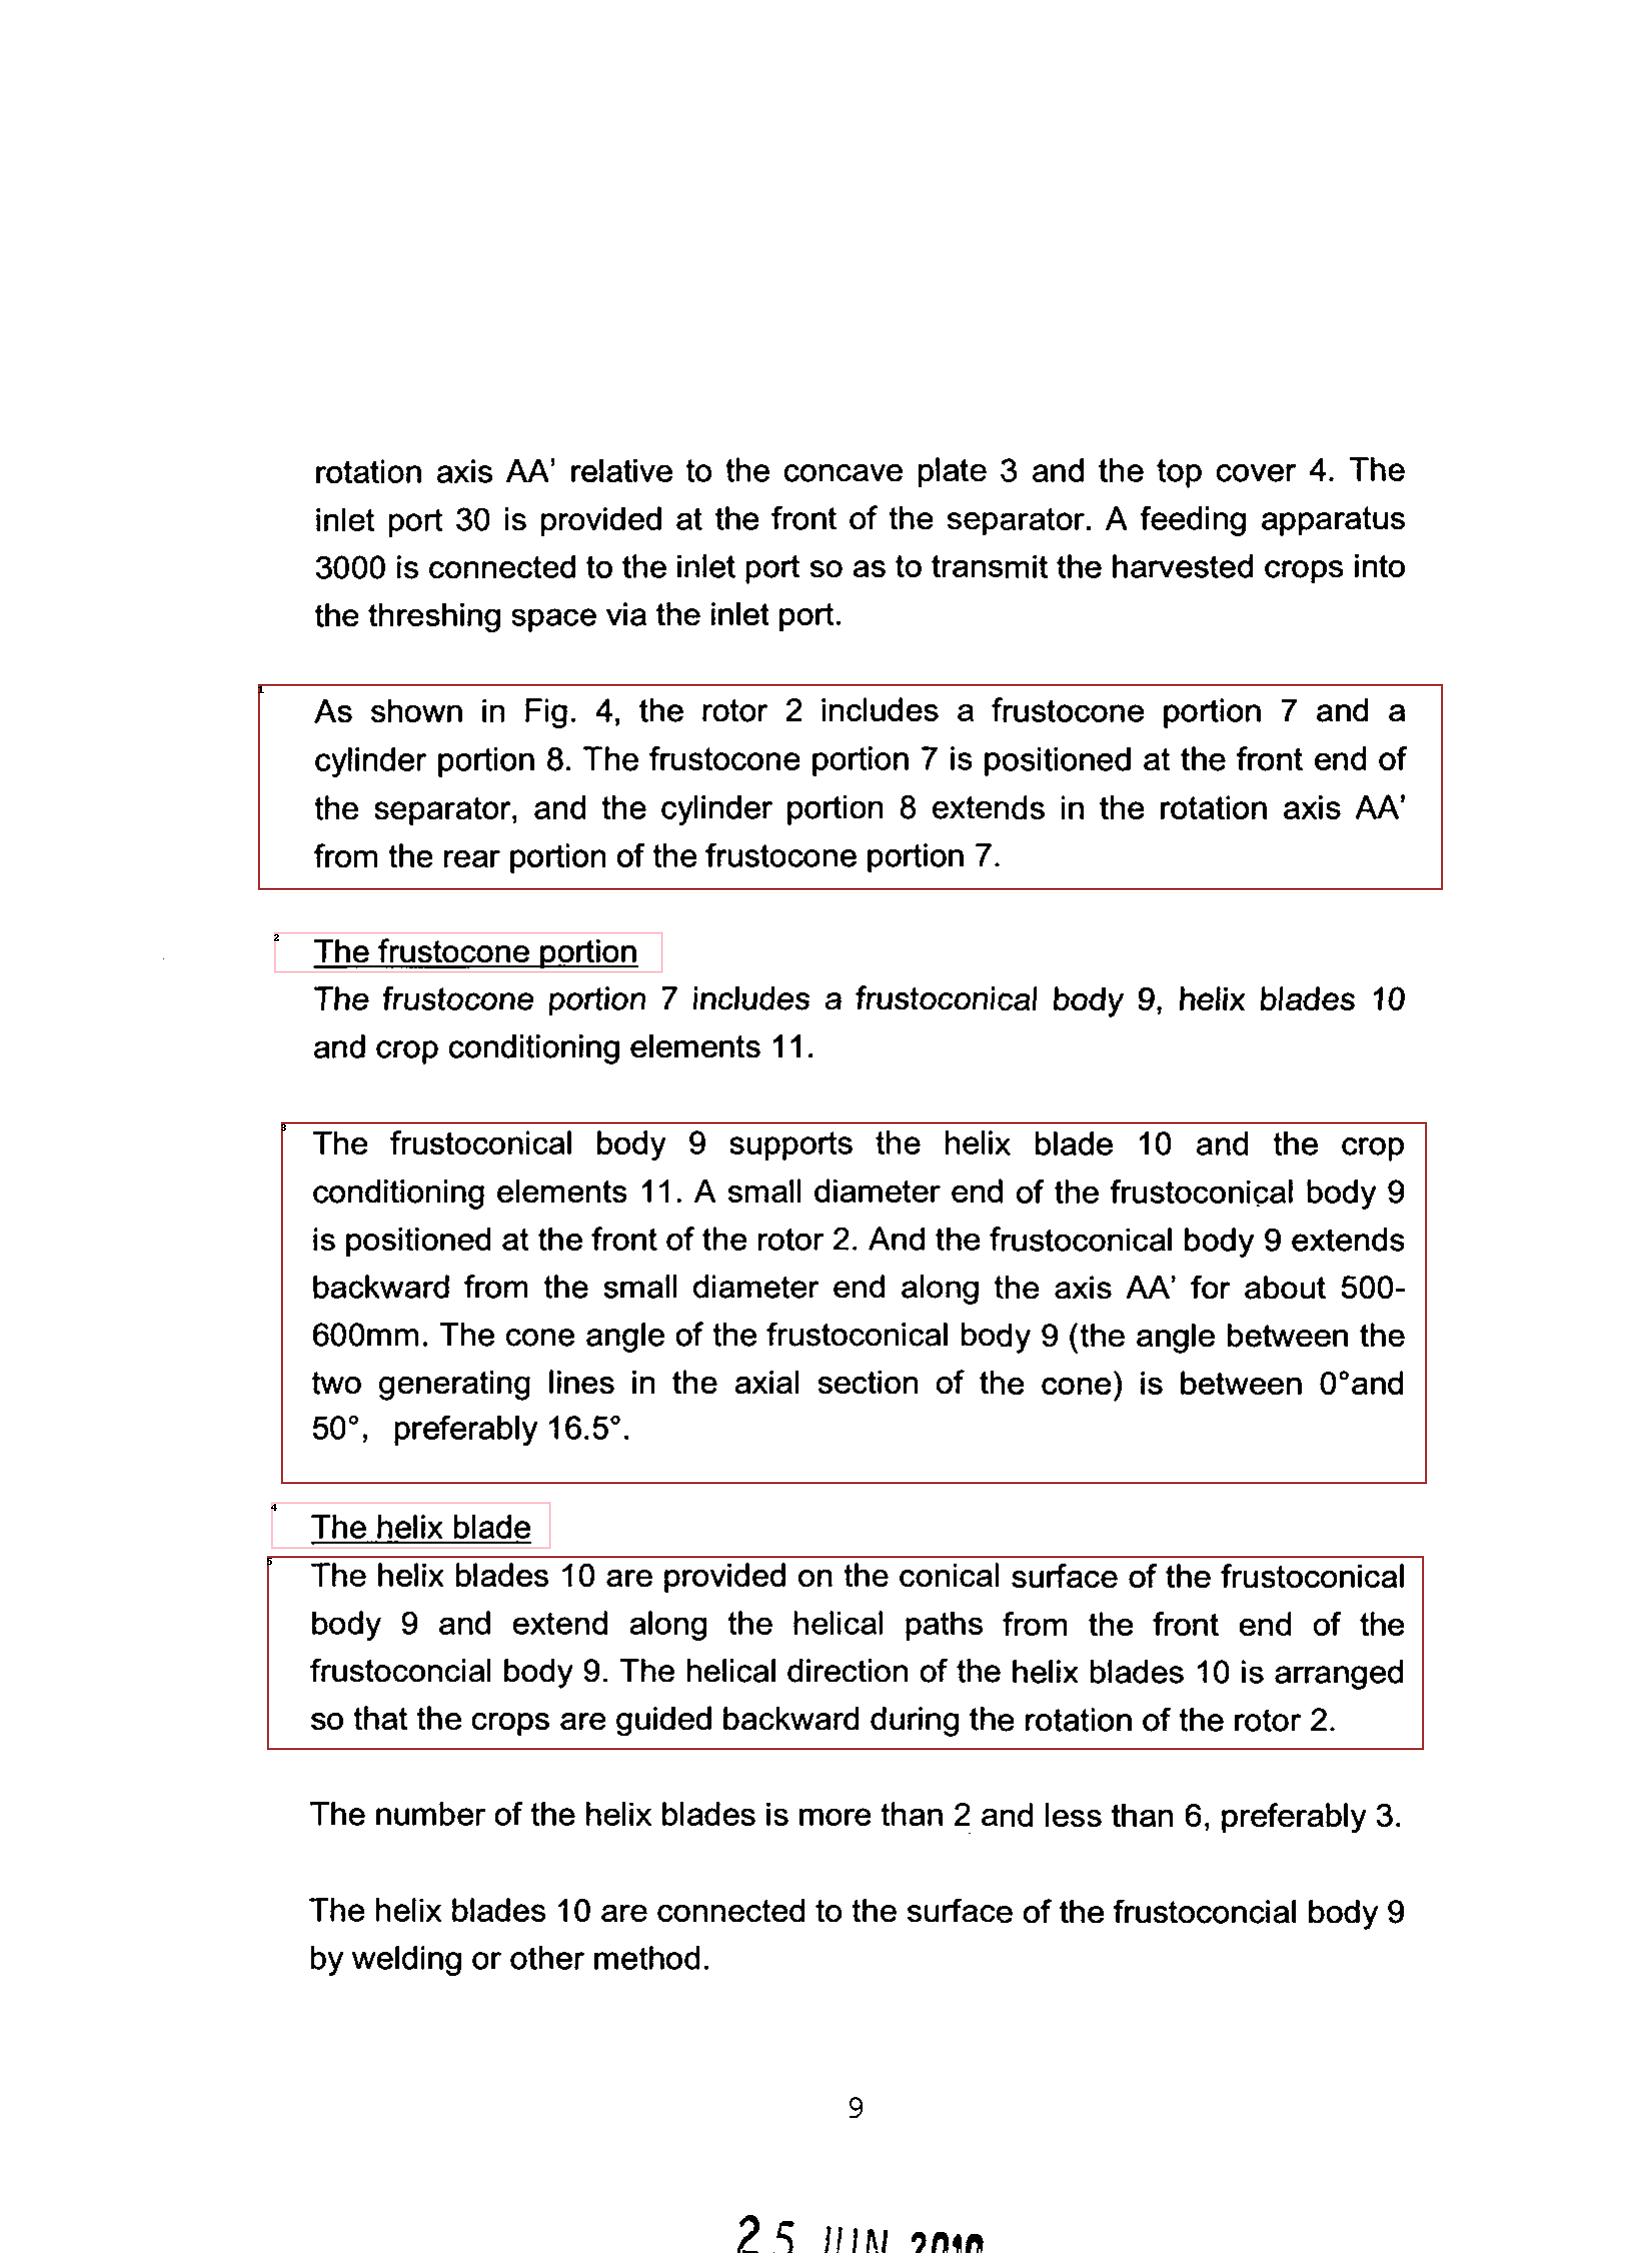 rotation axis AA' relative to the concave plate 3 and the top cover 4. The
inlet port 30 is provided at the front of the separator. A feeding apparatus
3000 is connected to the inlet port so as to transmit the harvested crops into
the threshing space via the inlet port.
1
As shown in Fig. 4, the rotor 2 includes a frustocone portion 7 and a
cylinder portion 8. The frustocone portion 7 is positioned at the front end of
the separator, and the cylinder portion 8 extends in the rotation axis AA'
from the rear portion of the frustocone portion 7.
2
The frustocone portion
The frustocone portion 7 includes a frustoconical body 9, helix blades 10
and crop conditioning elements 11.
3
The frustoconical body 9 supports the helix blade 10 and the crop
conditioning elements 11. A small diameter end of the frustoconical body 9
is positioned at the front of the rotor 2. And the frustoconical body 9 extends
backward from the small diameter end along the axis AA' for about 500-
600mm. The cone angle of the frustoconical body 9 (the angle between the
two generating lines in the axial section of the cone) is between 0°and
50°, preferably 16.5°.
4
The helix blade
5
The helix blades 10 are provided on the conical surface of the frustoconical
body 9 and extend along the helical paths from the front end of the
frustoconcial body 9. The helical direction of the helix blades 10 is arranged
so that the crops are guided backward during the rotation of the rotor 2.
The number of the helix blades is more than 2 and less than 6, preferably 3.
The helix blades 10 are connected to the surface of the frustoconcial body 9
by welding or other method.
9
25 JUN 2010